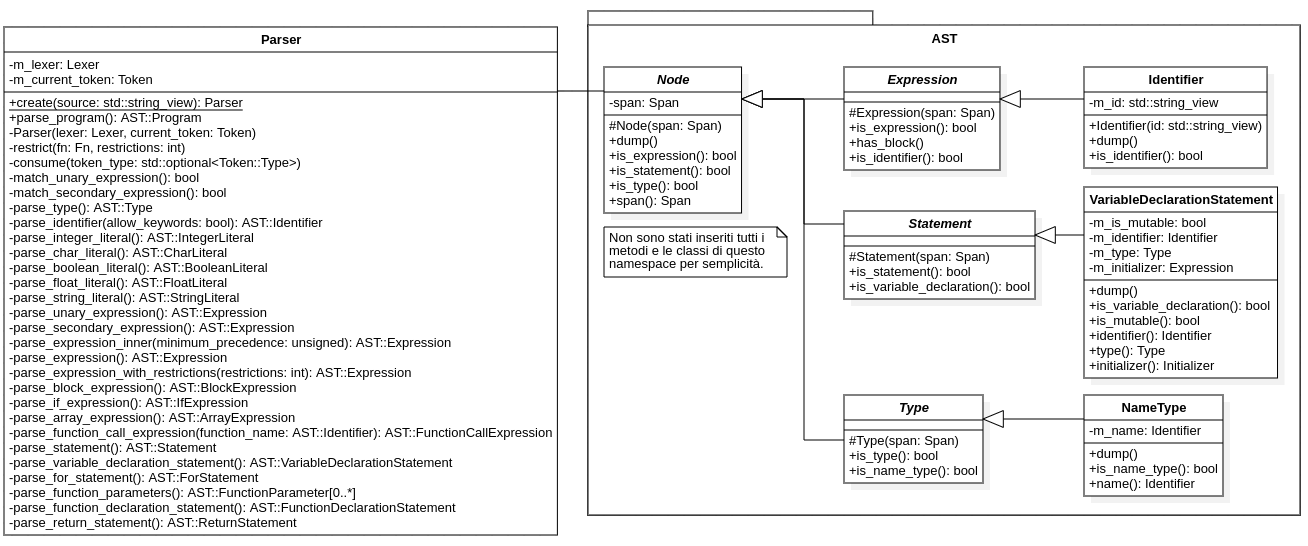 Parser
-m_lexer: Lexer
-m_current_token: Token
+create(source: std::string_view): Parser
+parse_program(): AST::Program
-Parser(lexer: Lexer, current_token: Token)
-restrict(fn: Fn, restrictions: int)
-consume(token_type: std::optional<Token::Type>)
-match_unary_expression(): bool
-match_secondary_expression(): bool
-parse_type(): AST::Type
-parse_identifier(allow_keywords: bool): AST::Identifier
-parse_integer_literal(): AST::IntegerLiteral
-parse_char_literal(): AST::CharLiteral
-parse_boolean_literal(): AST::BooleanLiteral
-parse_float_literal(): AST::FloatLiteral
-parse_string_literal(): AST::StringLiteral
-parse_unary_expression(): AST::Expression
-parse_secondary_expression(): AST::Expression
-parse_expression_inner(minimum_precedence: unsigned): AST::Expression
-parse_expression(): AST::Expression
-parse_expression_with_restrictions(restrictions: int): AST::Expression
-parse_block_expression(): AST::BlockExpression
-parse_if_expression(): AST::IfExpression
-parse_array_expression(): AST::ArrayExpression
-parse_function_call_expression(function_name: AST::Identifier): AST::FunctionCallExpression
-parse_statement(): AST::Statement
-parse_variable_declaration_statement(): AST::VariableDeclarationStatement
-parse_for_statement(): AST::ForStatement
-parse_function_parameters(): AST::FunctionParameter[0..*]
-parse_function_declaration_statement(): AST::FunctionDeclarationStatement
-parse_return_statement(): AST::ReturnStatement
AST
Node
-span: Span
#Node(span: Span)
+dump()
+is_expression(): bool
+is_statement(): bool
+is_type(): bool
+span(): Span
Non sono stati inseriti tutti i
metodi e le classi di questo
namespace per semplicità.
Expression
#Expression(span: Span)
+is_expression(): bool
+has_block()
+is_identifier(): bool
Identifier
-m_id: std::string_view
+Identifier(id: std::string_view)
+dump()
+is_identifier(): bool
Statement
#Statement(span: Span)
+is_statement(): bool
+is_variable_declaration(): bool
VariableDeclarationStatement
-m_is_mutable: bool
-m_identifier: Identifier
-m_type: Type
-m_initializer: Expression
+dump()
+is_variable_declaration(): bool
+is_mutable(): bool
+identifier(): Identifier
+type(): Type
+initializer(): Initializer
Type
#Type(span: Span)
+is_type(): bool
+is_name_type(): bool
NameType
-m_name: Identifier
+dump()
+is_name_type(): bool
+name(): Identifier